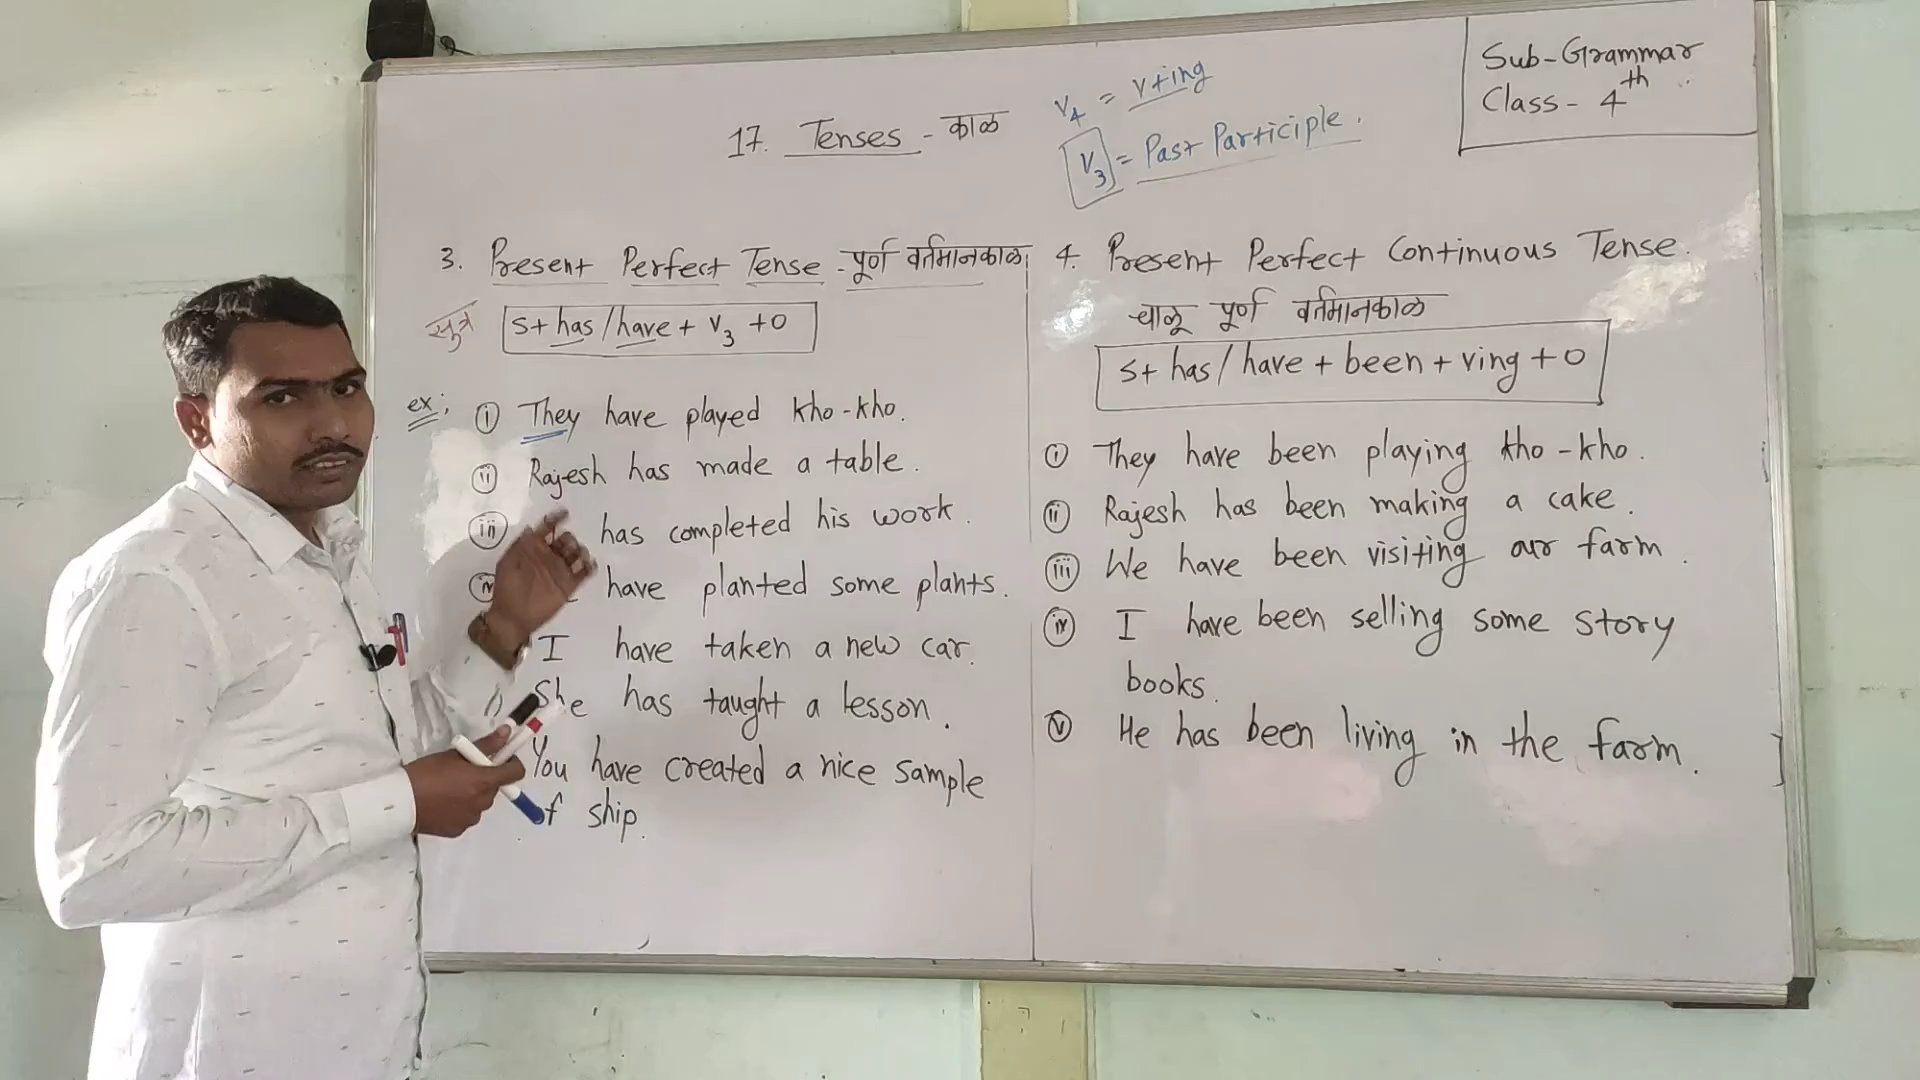 Sub-Grammar
Class- 4th
17. Tenses - काळ
V4 = V+ing
V3 = Past Participle.
3. Present Perfect Tense - पूर्ण वर्तमानकाळ
सूत्र S+ has/have + V3 +O
ex:
i They have played kho-kho.
ii Rajesh has made a table.
iii has completed his work.
iv have planted some plants.
I have taken a new car.
She has taught a lesson.
You have created a nice sample
of ship.
4. Present Perfect Continuous Tense.
चालू पूर्ण वर्तमानकाळ
S+ has/have + been + ving + O
i They have been playing kho-kho.
ii Rajesh has been making a cake.
iii We have been visiting our farm.
iv I have been selling some story
books.
v He has been living in the farm.